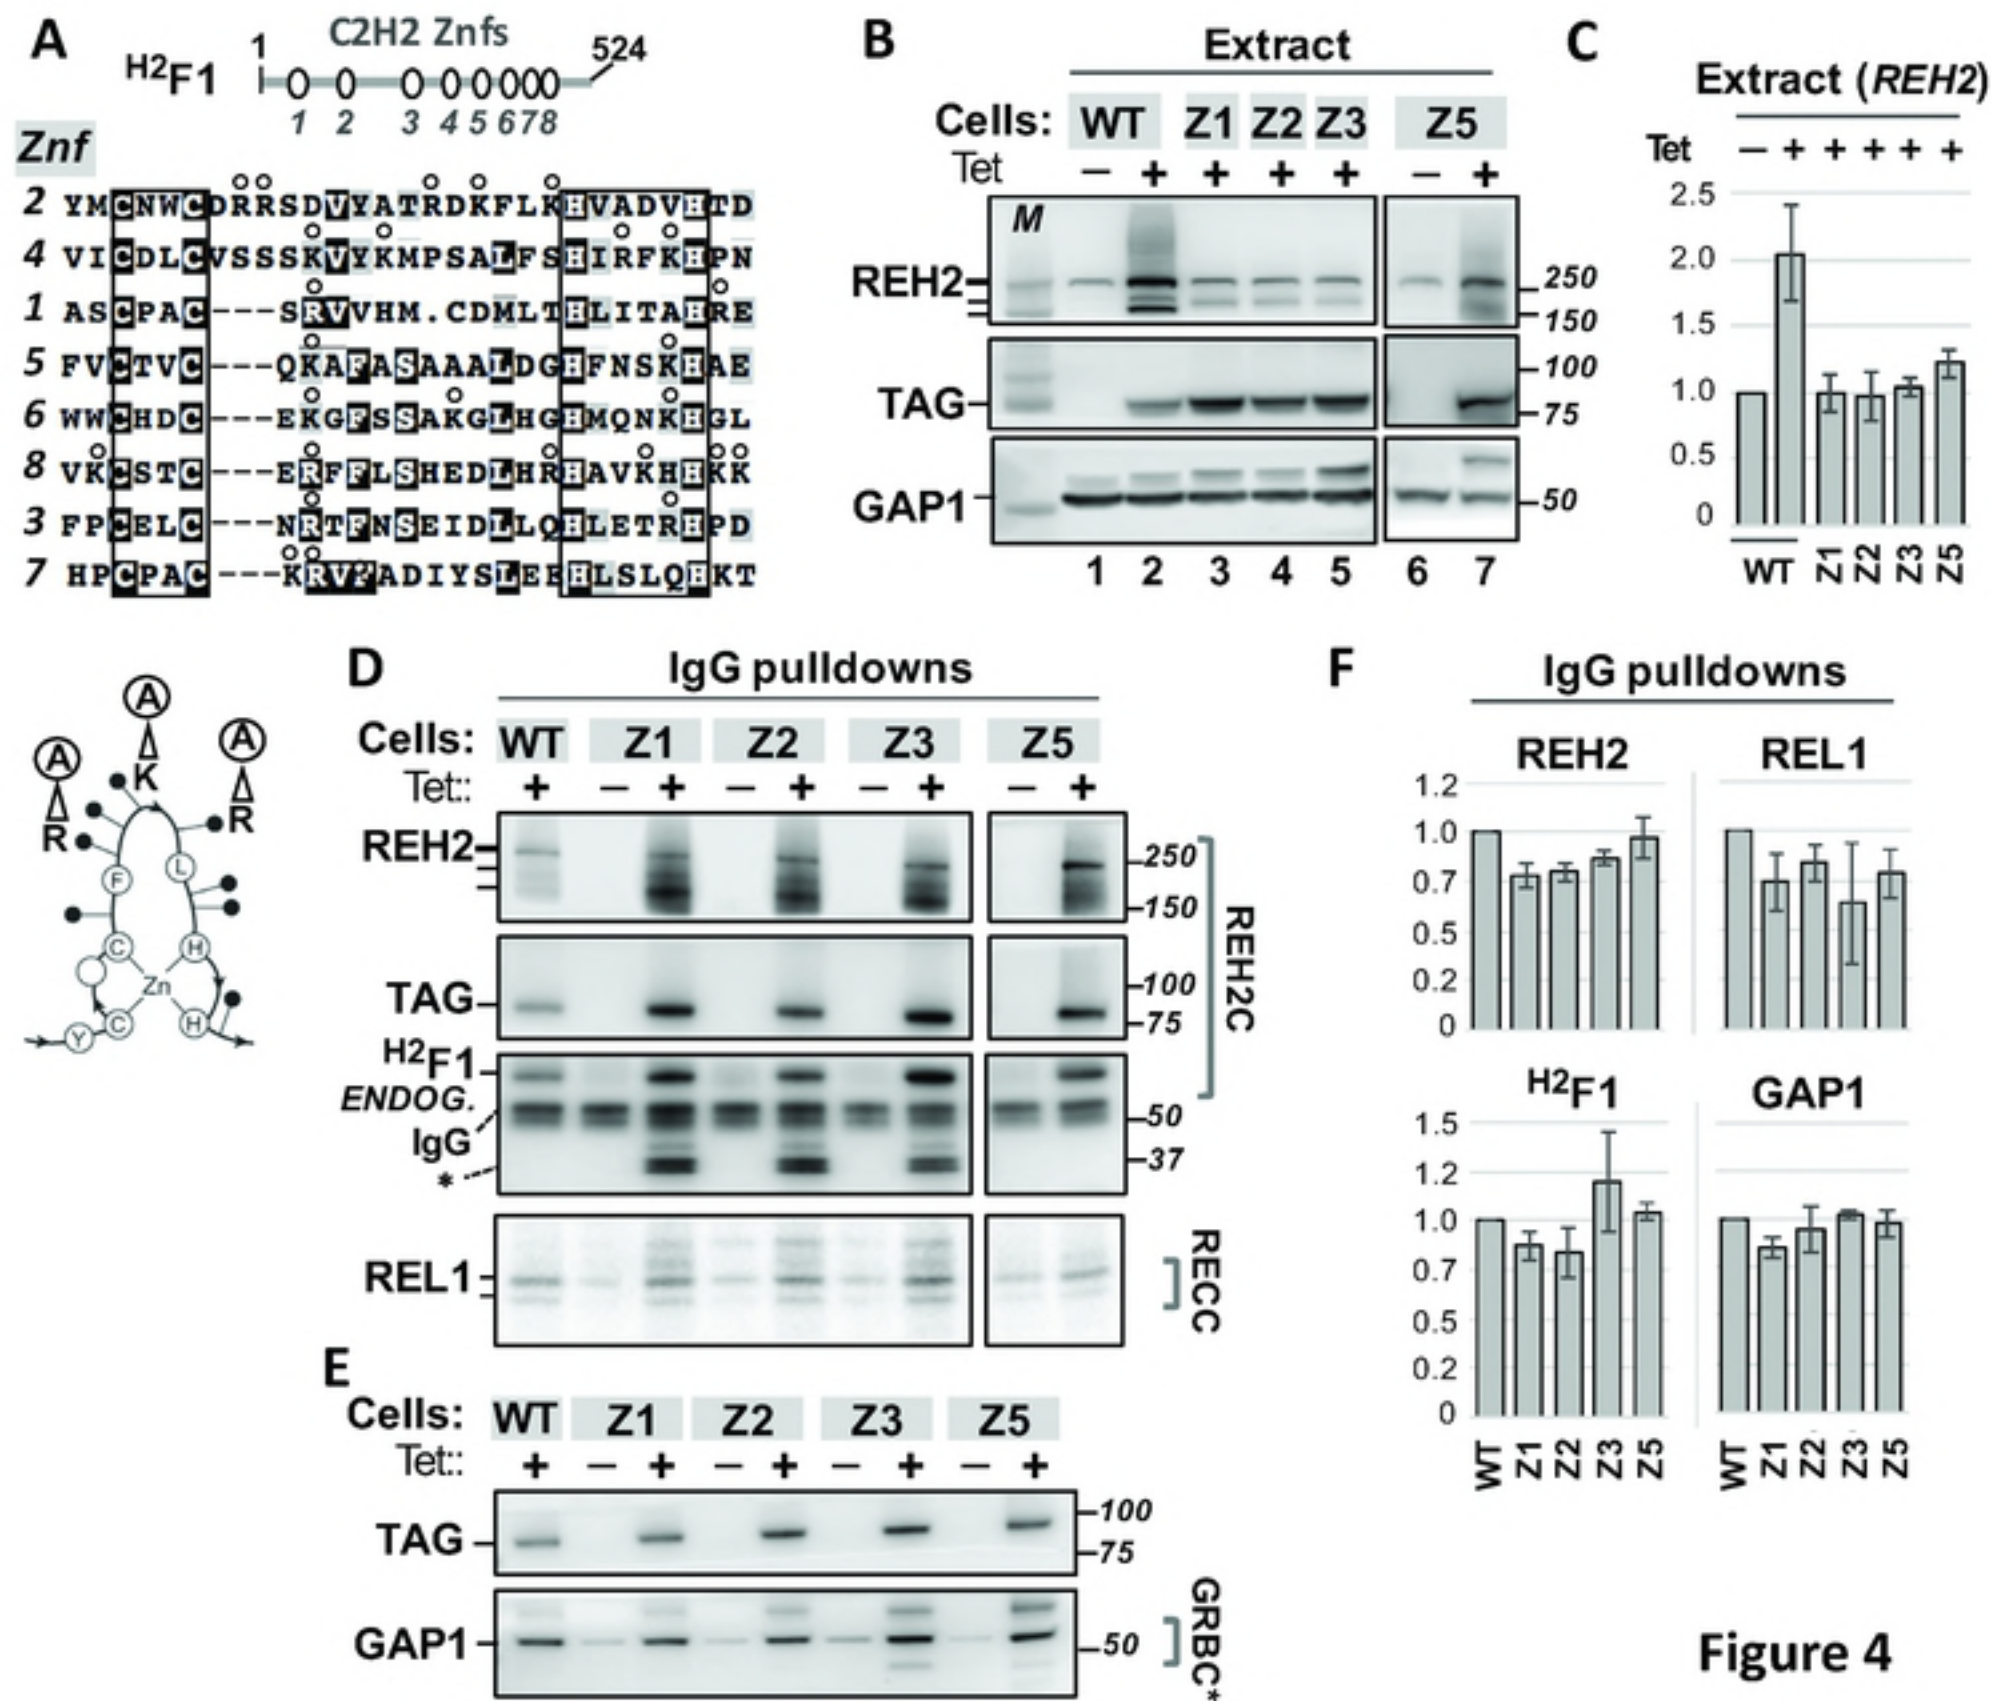 A
C2H2 Znfs
1
524
H2F1
1 2 3 4 5 6 7 8
Znf
2 YMCNWCDRRSDVYATRDKFLKHVADVHTD
4 VICDLCVSSSKVYKMPSALFSHIRFKHPN
1 ASCPAC---SRVVHM.CDMLTHLITAHRE
5 FVCTVC---QKAFASAAALDGHFNSKHAE
6 WWCHDC---EKGFSSAKGLHGHMQNKHGL
8 VKCSTC---ERFFLSHEDLHRHAVKHHKK
3 FPCELC---NRTFNSEIDLLQHLETRHPD
A
A
A
R
K
R
F
L
C
H
Zn
Y
C
H
B
Extract
Cells: WT Z1 Z2 Z3 Z5
Tet – + + + + – +
M
REH2
250
150
TAG
100
75
GAP1
50
1 2 3 4 5 6 7
C
Extract (REH2)
Tet – + + + + +
2.5
2.0
1.5
1.0
0.5
0
WT Z1 Z2 Z3 Z5
D
IgG pulldowns
Cells: WT Z1 Z2 Z3 Z5
Tet:: + – + – + – + – +
REH2
250
150
TAG
100
75
H2F1
ENDOG.
IgG
*
50
37
REH2C
REL1
RECC
E
Cells: WT Z1 Z2 Z3 Z5
Tet:: + – + – + – + – +
TAG
100
75
GAP1
50
GRBC*
F
IgG pulldowns
REH2
REL1
1.2
1.0
0.7
0.5
0.2
0
H2F1
GAP1
1.5
1.2
1.0
0.7
0.5
0.2
0
WT Z1 Z2 Z3 Z5
WT Z1 Z2 Z3 Z5
Figure 4